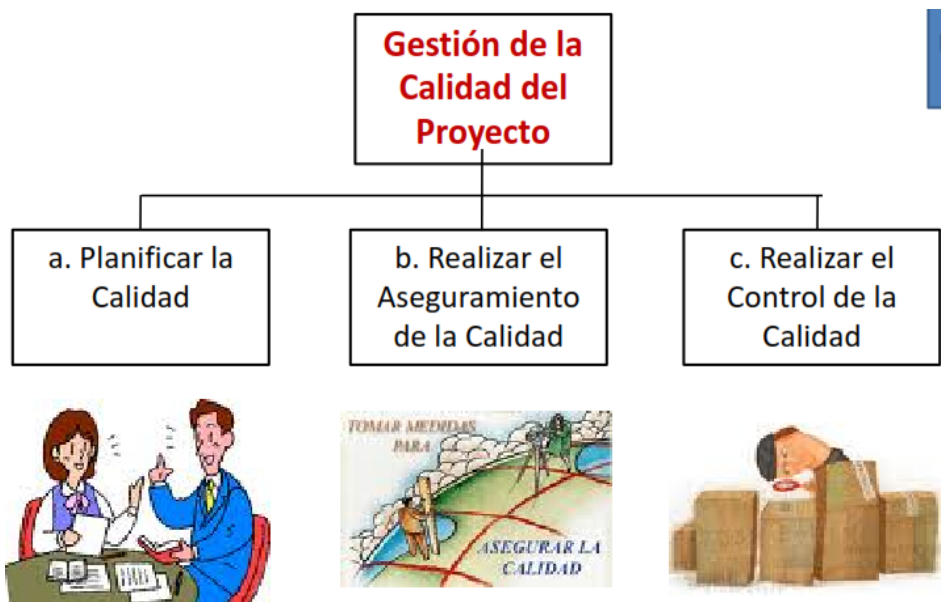 Gestión de la
Calidad del
Proyecto
a. Planificar la
Calidad
b. Realizar el
Aseguramiento
de la Calidad
c. Realizar el
Control de la
Calidad
TOMAR MEDIDAS
PARA
ASEGURAR LA
CALIDAD